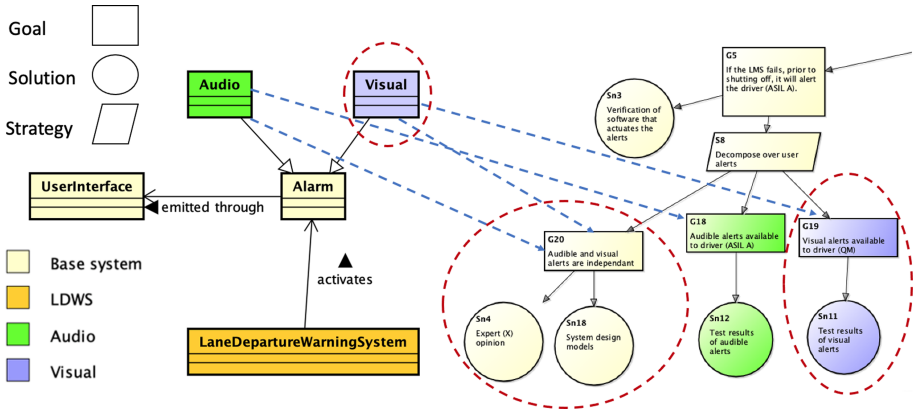 Goal
Solution
Strategy
Audio
Visual
UserInterface
Alarm
emitted through
activates
LaneDepartureWarningSystem
Base system
LDWS
Audio
Visual
G5
If the LMS fails, prior to
shutting off, it will alert
the driver (ASIL A).
Sn3
Verification of
software that
actuates the
alerts
S8
Decompose over user
alerts
G20
Audible and visual
alerts are independant
G18
Audible alerts available
to driver (ASIL A)
G19
Visual alerts available
to driver (QM)
Sn4
Expert (X)
opinion
Sn18
System design
models
Sn12
Test results
of audible
alerts
Sn11
Test results
of visual
alerts